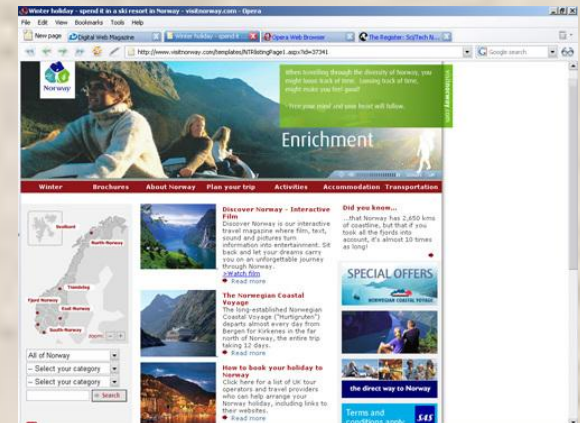 Winter holiday - spend it in a ski resort in Norway - visitnorway.com - Opera
File Edit View Bookmarks Tools Help
New page
Digital Web Magazine
Winter holiday - spend it
Opera Web Browser
The Register: Sci/Tech N...
http://www.visitnorway.com/templates/NTRlistingPage1.aspx?id=37341
Google search
Norway
When travelling through the diversity of Norway, you
might loose track of time. Loosing track of time,
might make you feel good!
- Free your mind and your heart will follow.
visitnorway.com
Enrichment
Winter Brochures About Norway Plan your trip Activities Accommodation Transportation
Svalbard
North Norway
Trøndelag
Fjord Norway
East Norway
South Norway
zoom:
All of Norway
-- Select your category
-- Select your category
Search
Discover Norway - Interactive
Film
Discover Norway is our interactive
travel magazine where film, text,
sound and pictures turn
information into entertainment. Sit
back and let your dreams carry
you on an unforgettable journey
through Norway.
>Watch film
Read more
The Norwegian Coastal
Voyage
The long-established Norwegian
Coastal Voyage ("Hurtigruten")
departs almost every day from
Bergen for Kirkenes in the far
north of Norway, the entire trip
taking 12 days.
Read more
How to book your holiday to
Norway
Click here for a list of UK tour
operators and travel providers
who can help arrange your
Norway holiday, including links to
their websites.
Read more
Did you know...
...that Norway has 2,650 kms
of coastline, but that if you
took all the fjords into
account, it's almost 10 times
as long!
SPECIAL OFFERS
NORWEGIAN COASTAL VOYAGE
the direct way to Norway
Terms and
conditions apply
SAS